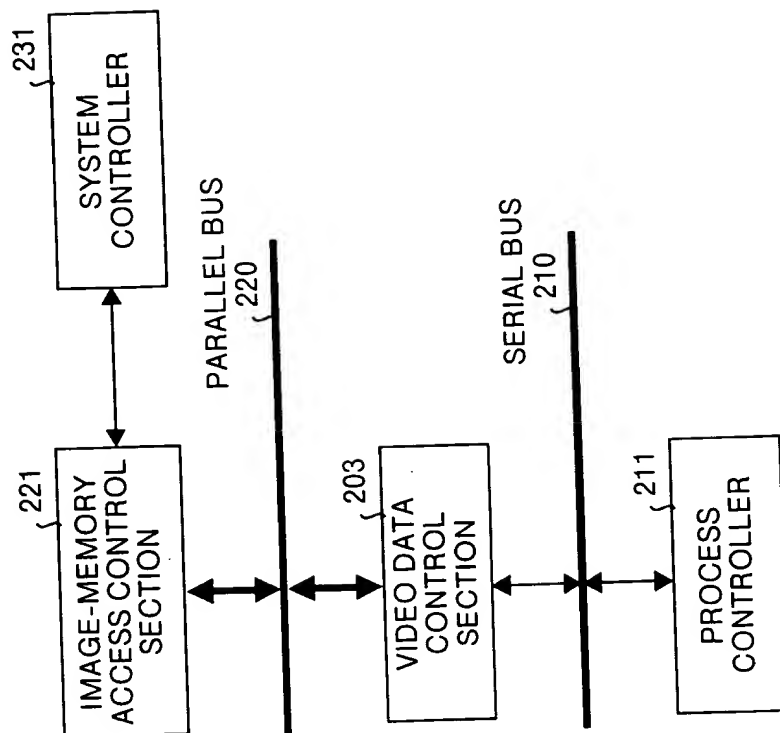 231
SYSTEM
CONTROLLER
221
IMAGE-MEMORY
ACCESS CONTROL
SECTION
PARALLEL BUS
220
203
VIDEO DATA
CONTROL
SECTION
SERIAL BUS
210
211
PROCESS
CONTROLLER